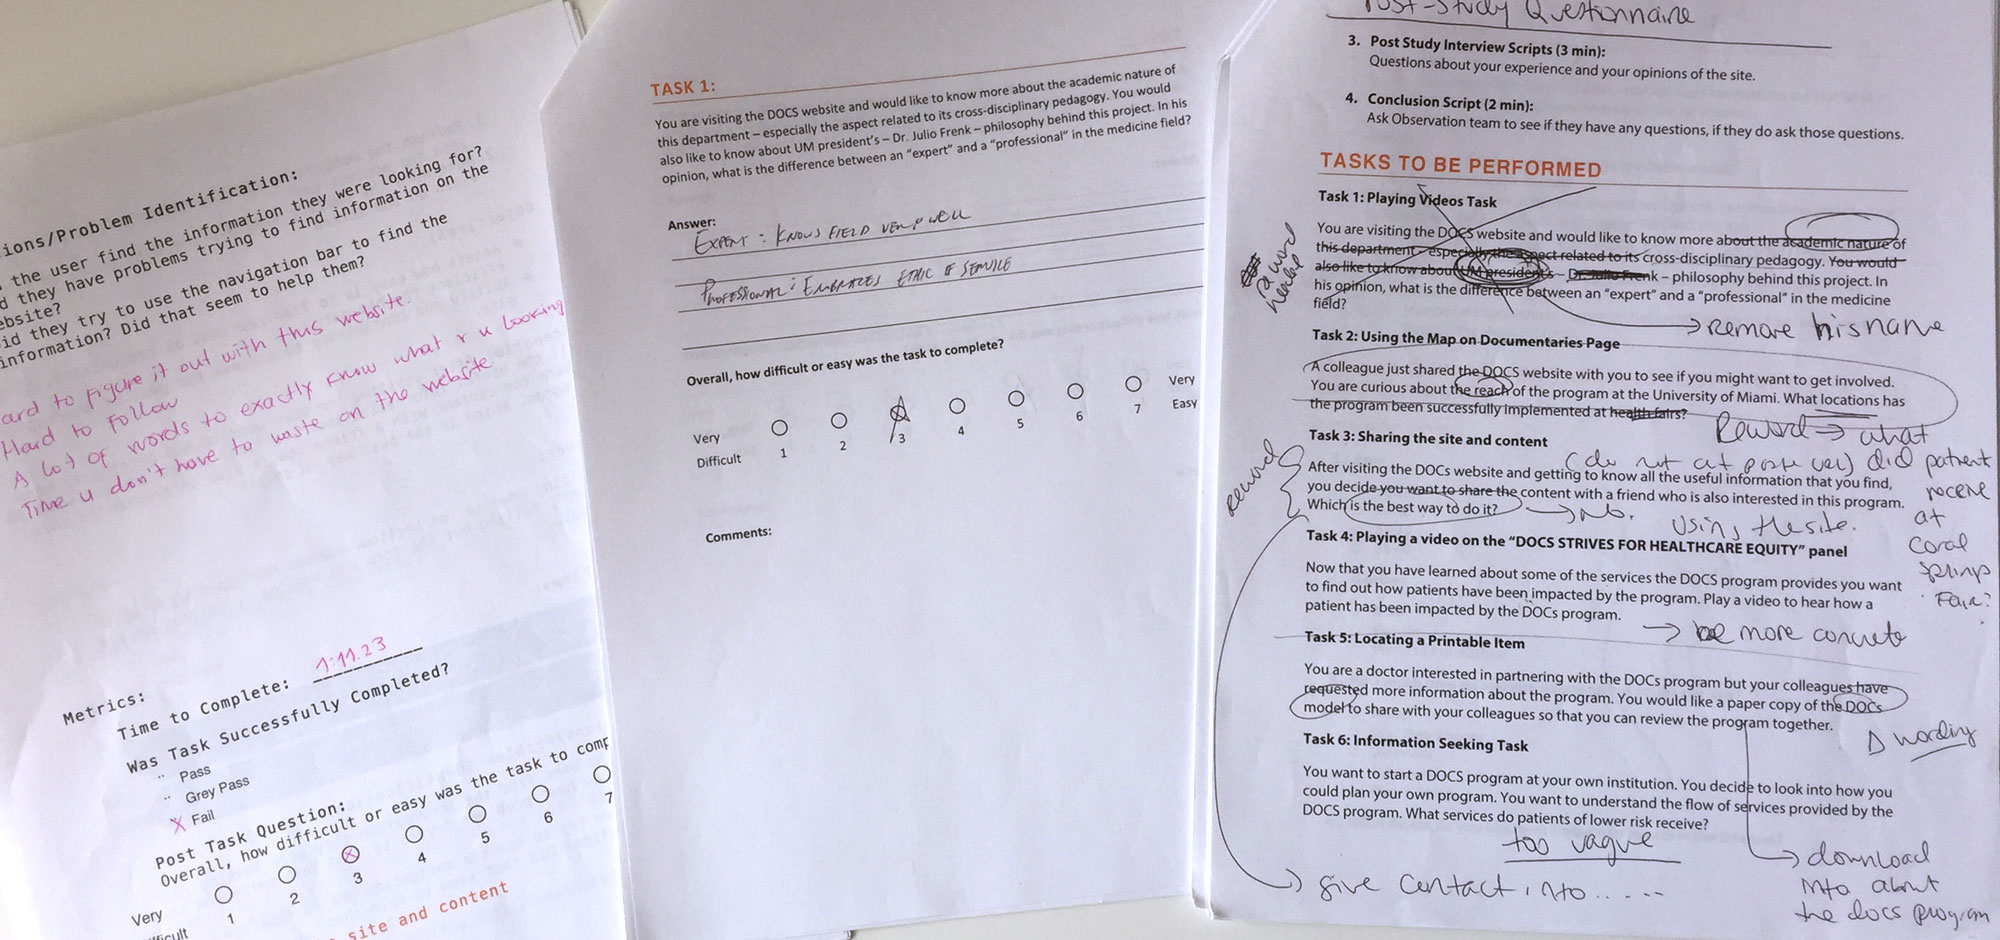 ions/Problem Identification:
the user find the information they were looking for?
d they have problems trying to find information on the
ebsite?
id they try to use the navigation bar to find the
information? Did that seem to help them?
ard to figure it out with this website.
Hard to Follow
A lot of words to exactly know what r u looking
Time u don't have to waste on the website
Metrics:
Time to Complete: 1:11.23
Was Task Successfully Completed?
Pass
Grey Pass
X Fail
Post Task Question:
Overall, how difficult or easy was the task to comp
Very
1 2 3 4 5 6 7
fficult
site and content
TASK 1:
You are visiting the DOCS website and would like to know more about the academic nature of
this department – especially the aspect related to its cross-disciplinary pedagogy. You would
also like to know about UM president's – Dr. Julio Frenk – philosophy behind this project. In his
opinion, what is the difference between an "expert" and a "professional" in the medicine field?
Answer:
EXPERT: KNOWS FIELD VERY WELL
PROFESSIONAL: EMBRACES ETHIC OF SERVICE
Overall, how difficult or easy was the task to complete?
Very Difficult 1 2 3 4 5 6 7 Very Easy
Comments:
Post-Study Questionnaire
3. Post Study Interview Scripts (3 min):
Questions about your experience and your opinions of the site.
4. Conclusion Script (2 min):
Ask Observation team to see if they have any questions, if they do ask those questions.
TASKS TO BE PERFORMED
Task 1: Playing Videos Task
You are visiting the DOCS website and would like to know more about the academic nature of
this department – especially the aspect related to its cross-disciplinary pedagogy. You would
also like to know about UM president's – Dr. Julio Frenk – philosophy behind this project. In
his opinion, what is the difference between an "expert" and a "professional" in the medicine
field?
remove his name
Task 2: Using the Map on Documentaries Page
A colleague just shared the DOCS website with you to see if you might want to get involved.
You are curious about the reach of the program at the University of Miami. What locations has
the program been successfully implemented at health fairs?
Reword → what
did patient
receive
at
coral
springs
Fair?
Task 3: Sharing the site and content
reword
After visiting the DOCs website and getting to know all the useful information that you find,
you decide you want to share the content with a friend who is also interested in this program.
Which is the best way to do it?
No.
using the site.
Task 4: Playing a video on the "DOCS STRIVES FOR HEALTHCARE EQUITY" panel
Now that you have learned about some of the services the DOCS program provides you want
to find out how patients have been impacted by the program. Play a video to hear how a
patient has been impacted by the DOCs program.
→ be more concrete
Task 5: Locating a Printable Item
You are a doctor interested in partnering with the DOCs program but your colleagues have
requested more information about the program. You would like a paper copy of the DOCs
model to share with your colleagues so that you can review the program together.
Δ wording
Task 6: Information Seeking Task
You want to start a DOCS program at your own institution. You decide to look into how you
could plan your own program. You want to understand the flow of services provided by the
DOCS program. What services do patients of lower risk receive?
too vague
→ give contact info.....
→ download
info about
the docs program